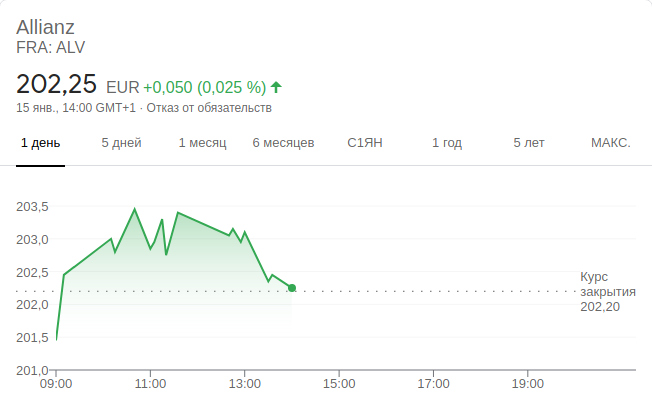 Allianz
FRA: ALV
202,25 EUR +0,050 (0,025 %)
15 янв., 14:00 GMT+1 · Отказ от обязательств
1 день 5 дней 1 месяц 6 месяцев С1ЯН 1 год 5 лет МАКС.
203,5
203,0
202,5
202,0
201,5
201,0
Курс
закрытия
202,20
09:00 11:00 13:00 15:00 17:00 19:00